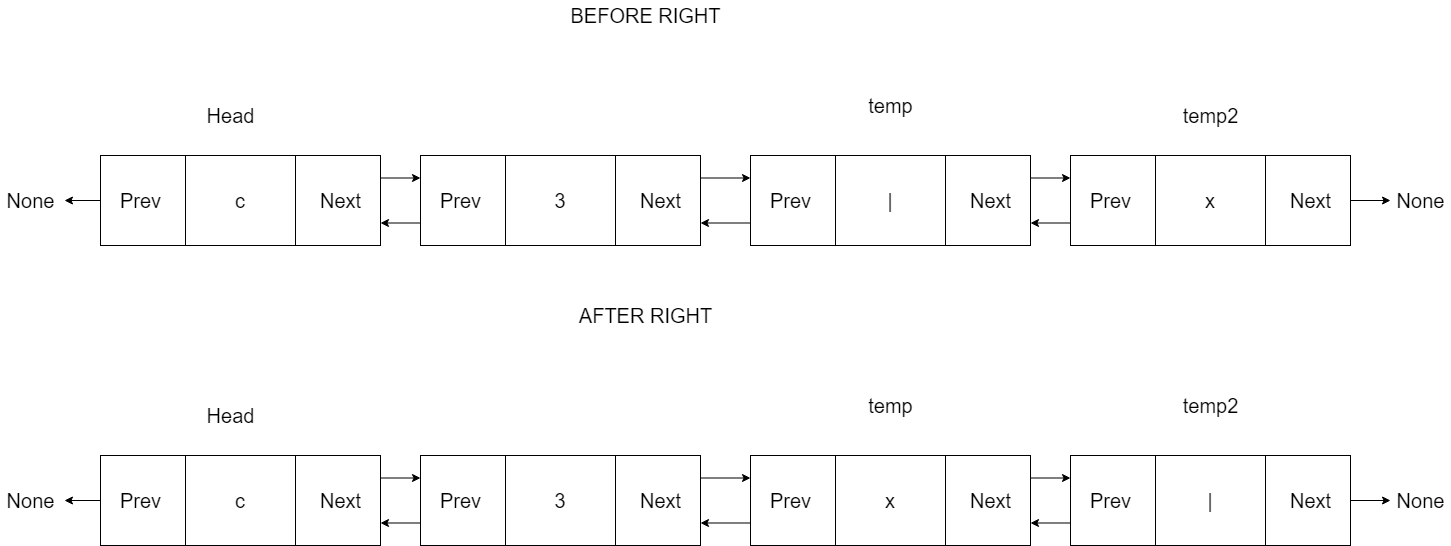 BEFORE RIGHT
Head temp temp2
None Prev c Next Prev 3 Next Prev | Next Prev x Next None
AFTER RIGHT
Head temp temp2
None Prev c Next Prev 3 Next Prev x Next Prev | Next None